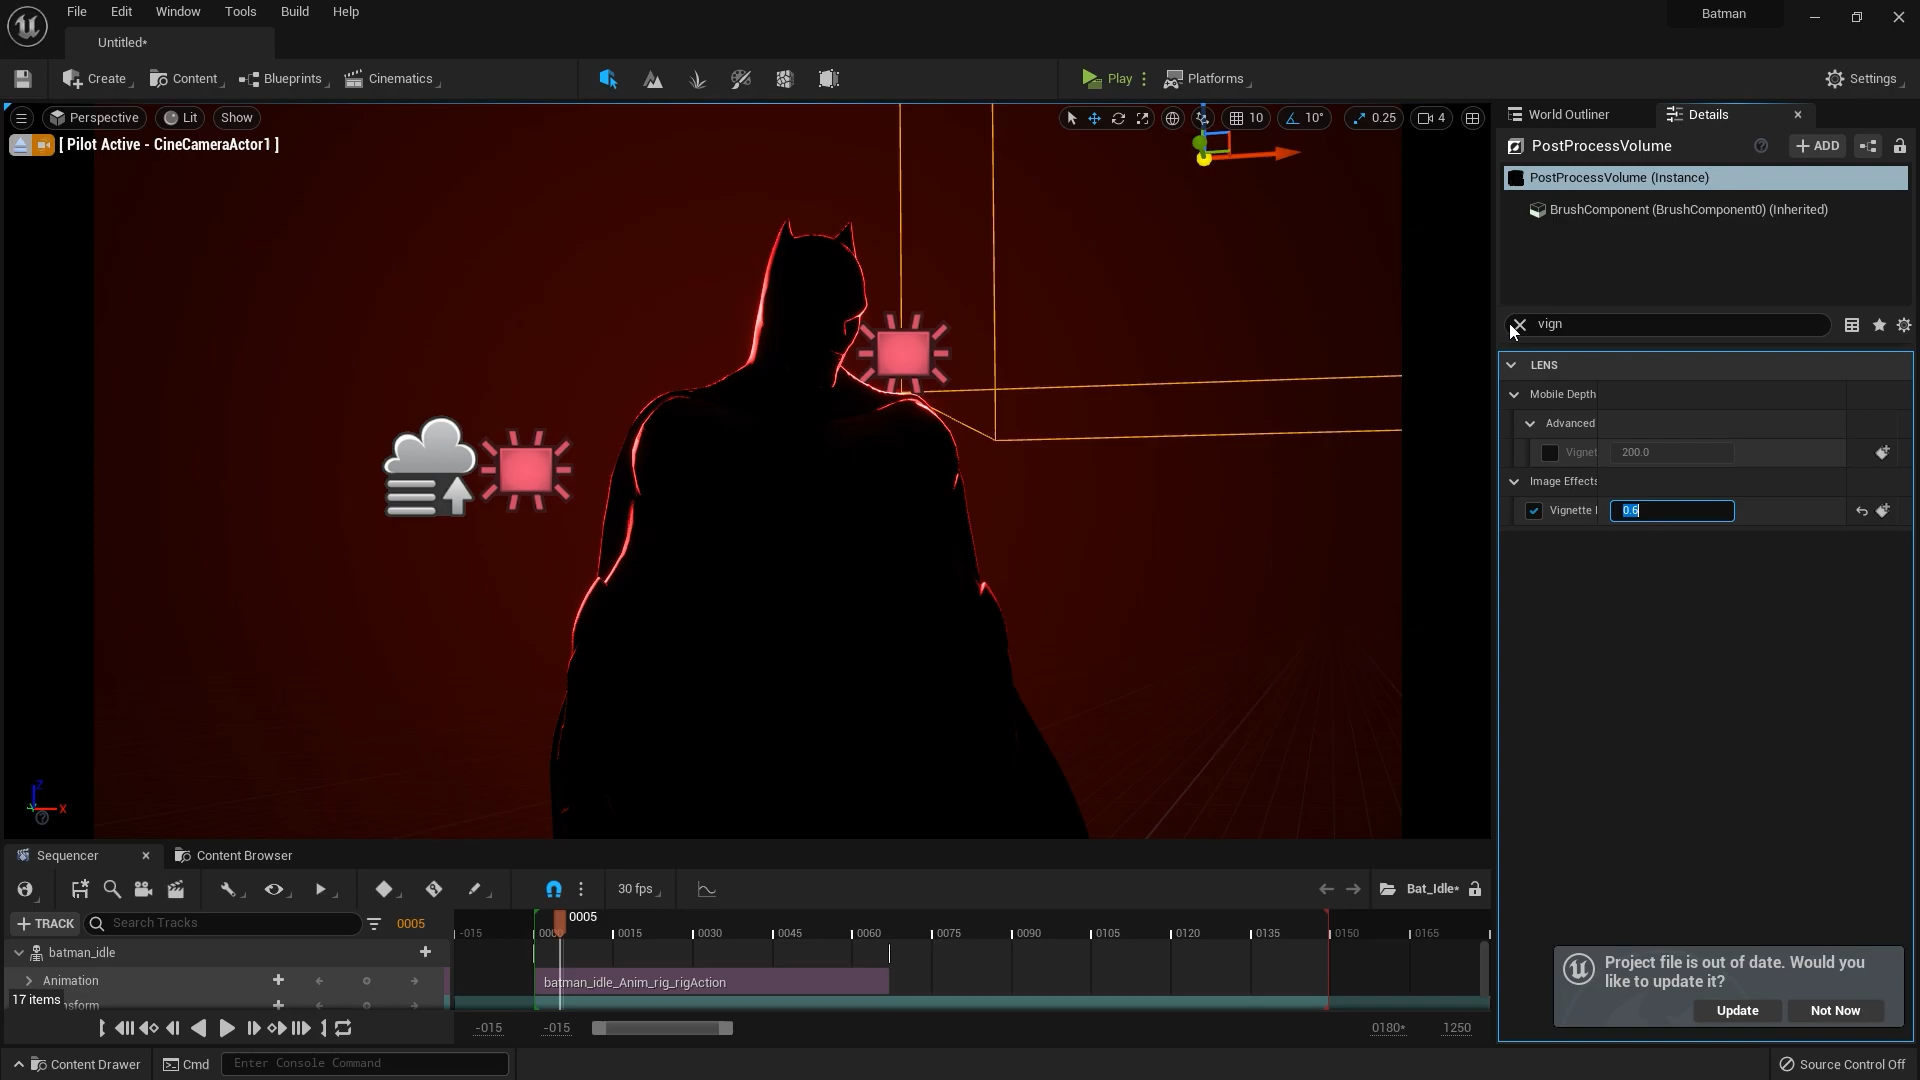 File Edit Window Tools Build Help
Batman
Untitled*
Create Content Blueprints Cinematics Play Platforms Settings
Perspective Lit Show 10 10° 0.25 4
[ Pilot Active - CineCameraActor1 ]
World Outliner Details
PostProcessVolume ADD
PostProcessVolume (Instance)
BrushComponent (BrushComponent0) (Inherited)
vign
LENS
Mobile Depth
Advanced
Vignet 200.0
Image Effects
Vignette 0.6
Z
X
Sequencer Content Browser
30 fps Bat_Idle*
TRACK Search Tracks 0005
0005
-015 0000 0015 0030 0045 0060 0075 0090 0105 0120 0135 0150 0165
batman_idle
Animation
batman_idle_Anim_rig_rigAction
17 items
nsform
-015 -015 0180* 1250
Project file is out of date. Would you
like to update it?
Update Not Now
Content Drawer Cmd Enter Console Command Source Control Off